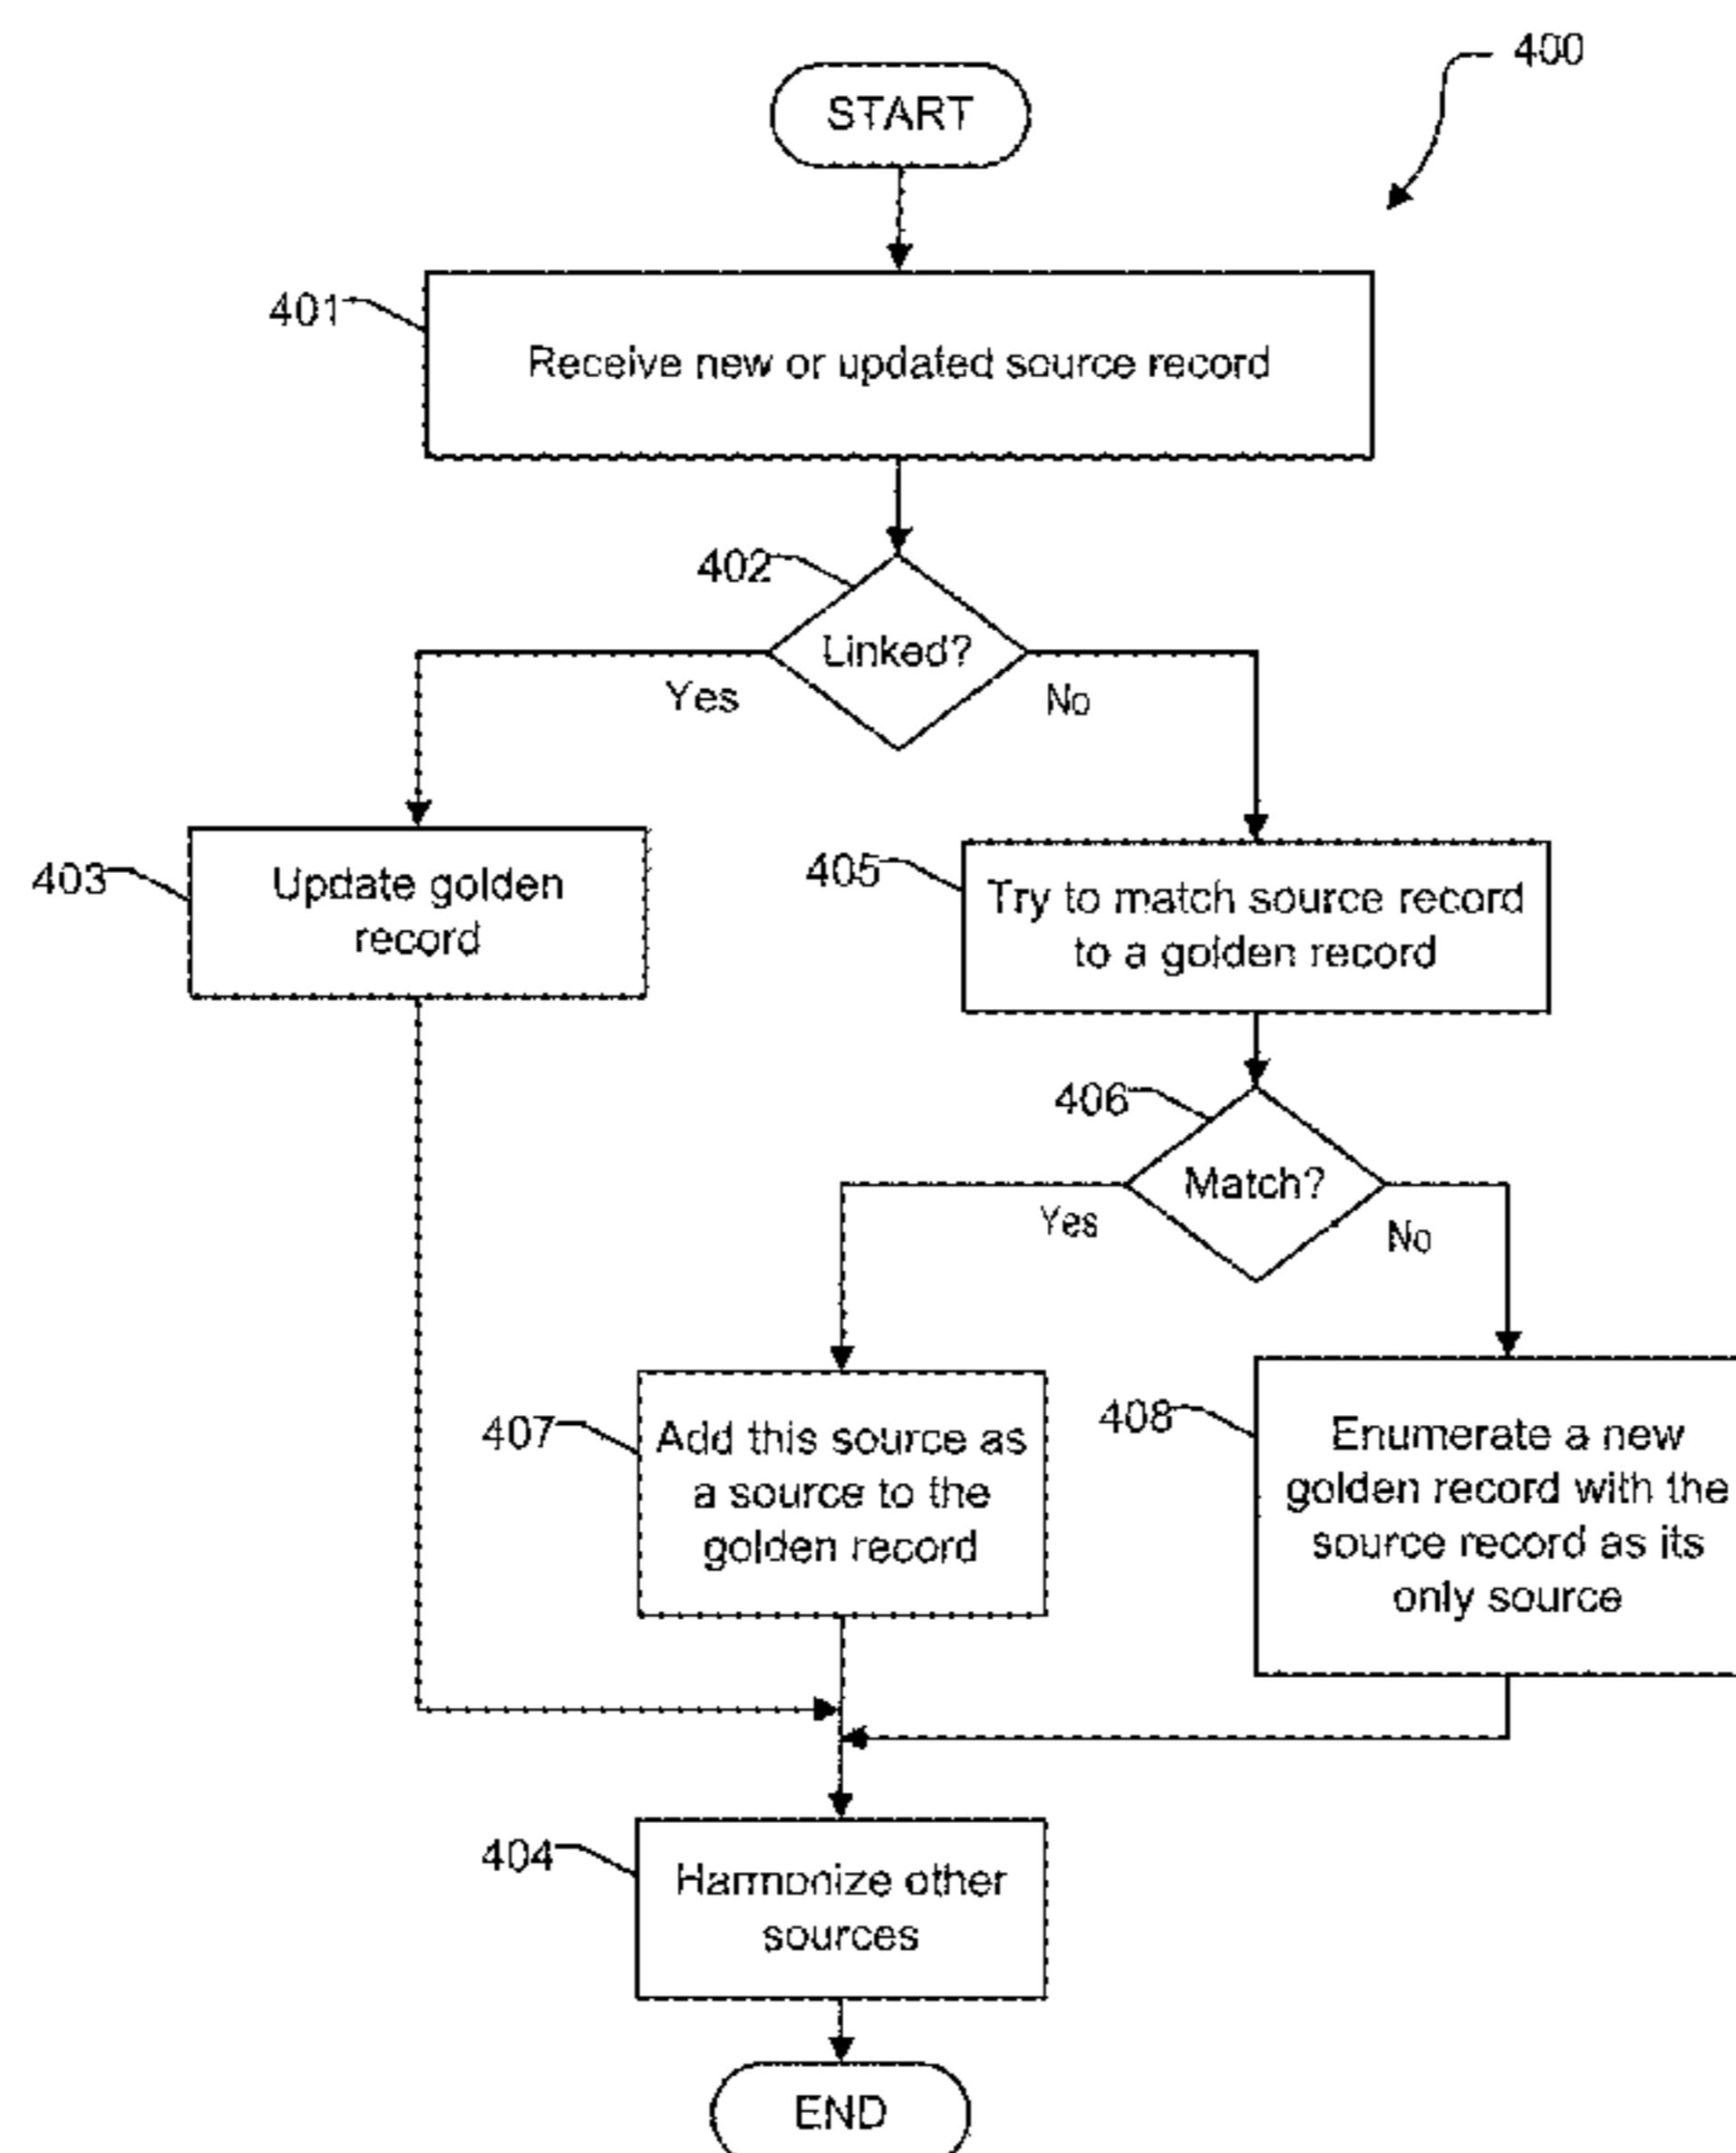 400
START
401
Receive new or updated source record
402
Linked?
Yes
No
403
Update golden
record
405
Try to match source record
to a golden record
406
Match?
Yes
No
407
Add this source as
a source to the
golden record
408
Enumerate a new
golden record with the
source record as its
only source
404
Harmonize other
sources
END